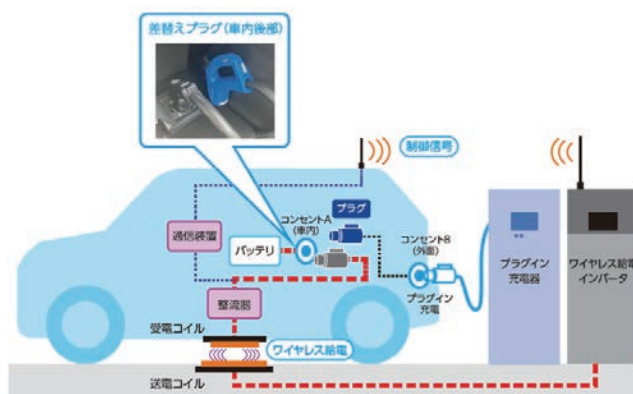 差替えプラグ(車内後部)
制御信号
通信装置
バッテリ
コンセントA
(車内)
プラグ
コンセントB
(外面)
プラグイン
充電
プラグイン
充電器
ワイヤレス給電
インバータ
整流器
受電コイル
ワイヤレス給電
送電コイル